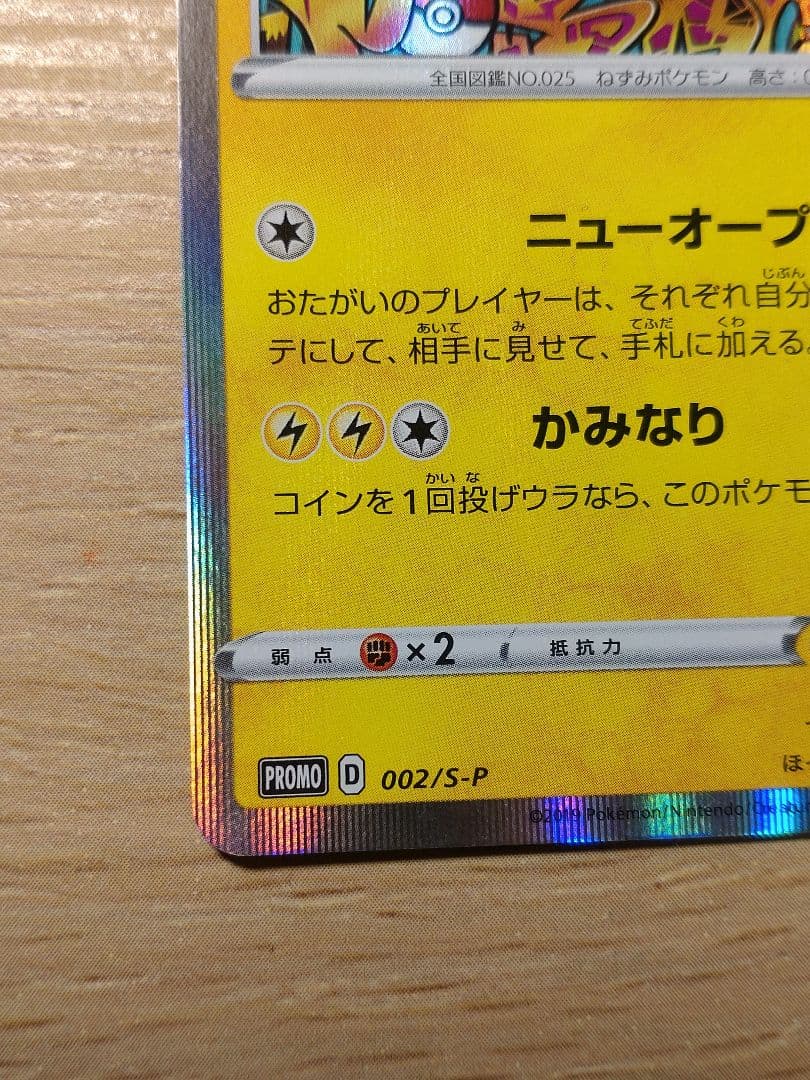 全国図鑑NO.025 ねずみポケモン 高さ:
ニューオープ
じぶん
おたがいのプレイヤーは、それぞれ自分
あいて み てふだ くわ
テにして、相手に見せて、手札に加える。
かみなり
かい な
コインを1回投げウラなら、このポケモ
弱点 ×2 抵抗力
ほ
PROMO D 002/S-P
©2019 Pokémon/Nintendo/Creatu